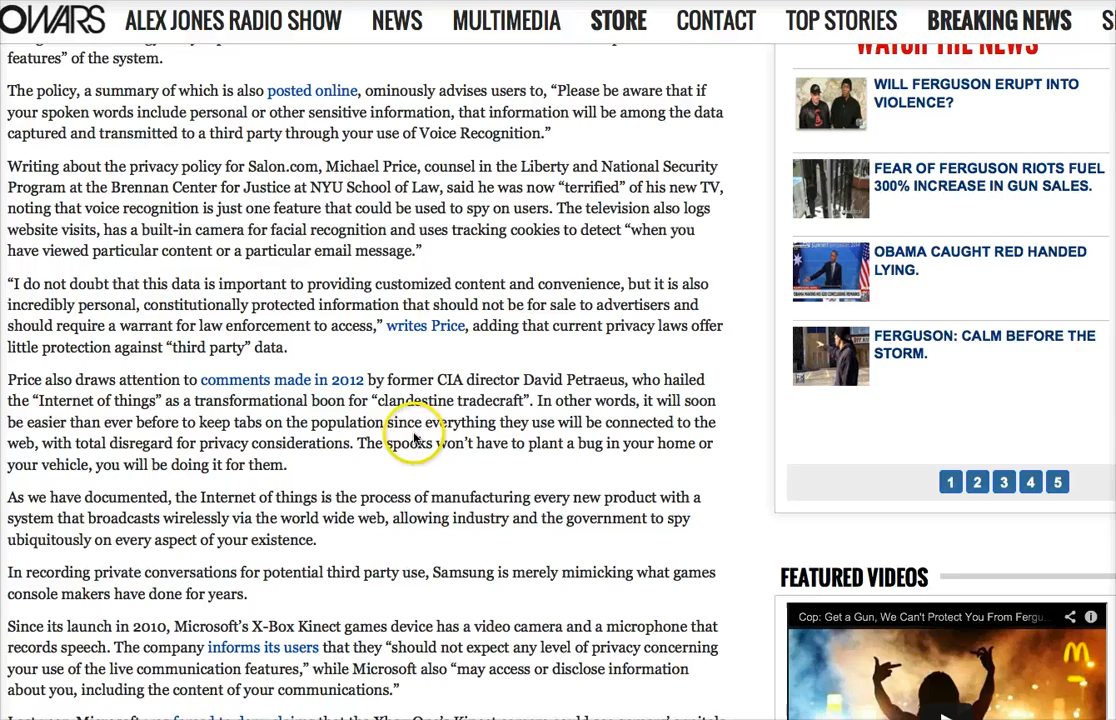 OWARS
ALEX JONES RADIO SHOW
NEWS
MULTIMEDIA
STORE
CONTACT
TOP STORIES
BREAKING NEWS
features” of the system.
The policy, a summary of which is also posted online, ominously advises users to, “Please be aware that if
your spoken words include personal or other sensitive information, that information will be among the data
captured and transmitted to a third party through your use of Voice Recognition.”
Writing about the privacy policy for Salon.com, Michael Price, counsel in the Liberty and National Security
Program at the Brennan Center for Justice at NYU School of Law, said he was now “terrified” of his new TV,
noting that voice recognition is just one feature that could be used to spy on users. The television also logs
website visits, has a built-in camera for facial recognition and uses tracking cookies to detect “when you
have viewed particular content or a particular email message.”
“I do not doubt that this data is important to providing customized content and convenience, but it is also
incredibly personal, constitutionally protected information that should not be for sale to advertisers and
should require a warrant for law enforcement to access,” writes Price, adding that current privacy laws offer
little protection against “third party” data.
Price also draws attention to comments made in 2012 by former CIA director David Petraeus, who hailed
the “Internet of things” as a transformational boon for “clandestine tradecraft”. In other words, it will soon
be easier than ever before to keep tabs on the population since everything they use will be connected to the
web, with total disregard for privacy considerations. The spooks won’t have to plant a bug in your home or
your vehicle, you will be doing it for them.
As we have documented, the Internet of things is the process of manufacturing every new product with a
system that broadcasts wirelessly via the world wide web, allowing industry and the government to spy
ubiquitously on every aspect of your existence.
In recording private conversations for potential third party use, Samsung is merely mimicking what games
console makers have done for years.
Since its launch in 2010, Microsoft’s X-Box Kinect games device has a video camera and a microphone that
records speech. The company informs its users that they “should not expect any level of privacy concerning
your use of the live communication features,” while Microsoft also “may access or disclose information
about you, including the content of your communications.”
WATCH THE NEWS
WILL FERGUSON ERUPT INTO
VIOLENCE?
FEAR OF FERGUSON RIOTS FUEL
300% INCREASE IN GUN SALES.
OBAMA CAUGHT RED HANDED
LYING.
FERGUSON: CALM BEFORE THE
STORM.
1 2 3 4 5
FEATURED VIDEOS
Cop: Get a Gun, We Can't Protect You From Fergu...